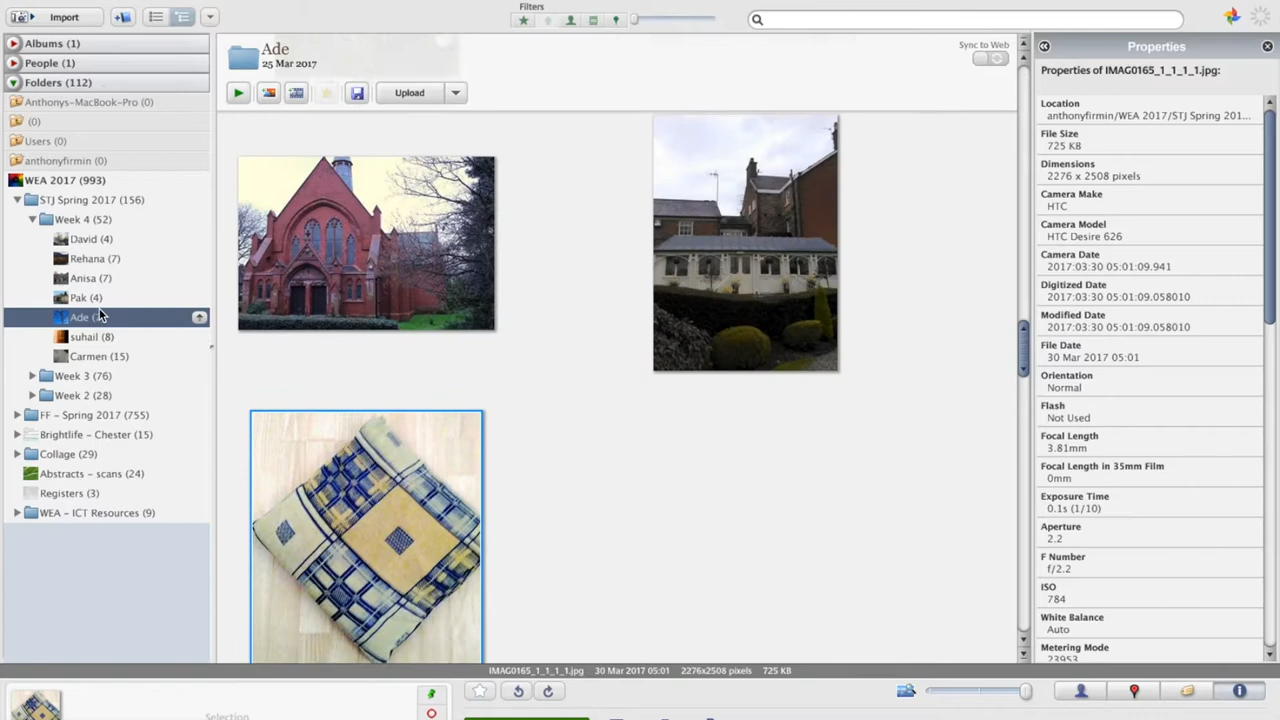 Import
Filters
Albums (1)
People (1)
Folders (112)
Anthonys-MacBook-Pro (0)
(0)
Users (0)
anthonyfirmin (0)
WEA 2017 (993)
STJ Spring 2017 (156)
Week 4 (52)
David (4)
Rehana (7)
Anisa (7)
Pak (4)
Ade
suhail (8)
Carmen (15)
Week 3 (76)
Week 2 (28)
FF – Spring 2017 (755)
Brightlife – Chester (15)
Collage (29)
Abstracts – scans (24)
Registers (3)
WEA – ICT Resources (9)
Ade
25 Mar 2017
Sync to Web
Upload
Properties
Properties of IMAG0165_1_1_1_1.jpg:
Location
anthonyfirmin/WEA 2017/STJ Spring 201...
File Size
725 KB
Dimensions
2276 x 2508 pixels
Camera Make
HTC
Camera Model
HTC Desire 626
Camera Date
2017:03:30 05:01:09.941
Digitized Date
2017:03:30 05:01:09.058010
Modified Date
2017:03:30 05:01:09.058010
File Date
30 Mar 2017 05:01
Orientation
Normal
Flash
Not Used
Focal Length
3.81mm
Focal Length in 35mm Film
0mm
Exposure Time
0.1s (1/10)
Aperture
2.2
F Number
f/2.2
ISO
784
White Balance
Auto
Metering Mode
23953
IMAG0165_1_1_1_1.jpg 30 Mar 2017 05:01 2276x2508 pixels 725 KB
Selection